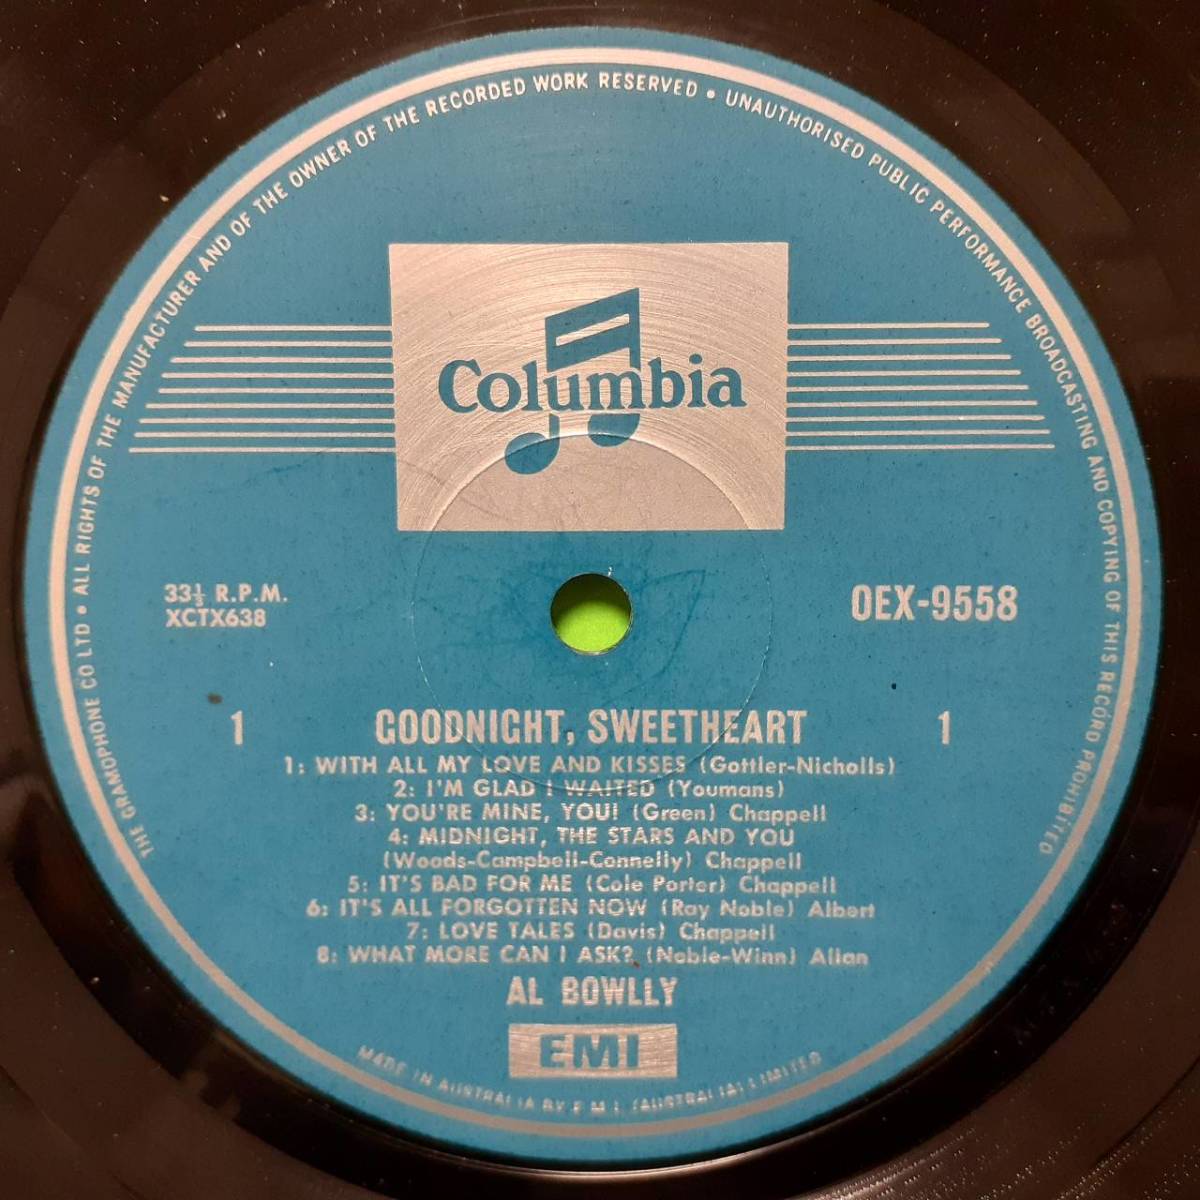 THE GRAMOPHONE CO LTD • ALL RIGHTS OF THE MANUFACTURER AND OF THE OWNER OF THE RECORDED WORK RESERVED • UNAUTHORISED PUBLIC PERFORMANCE BROADCASTING AND COPYING OF THIS RECORD PROHIBITED
Columbia
33⅓ R.P.M.
XCTX638
OEX-9558
1 GOODNIGHT, SWEETHEART 1
1: WITH ALL MY LOVE AND KISSES (Gottler-Nicholls)
2: I'M GLAD I WAITED (Youmans)
3: YOU'RE MINE, YOU! (Green) Chappell
4: MIDNIGHT, THE STARS AND YOU
(Woods-Campbell-Connelly) Chappell
5: IT'S BAD FOR ME (Cole Porter) Chappell
6: IT'S ALL FORGOTTEN NOW (Ray Noble) Albert
7: LOVE TALES (Davis) Chappell
8: WHAT MORE CAN I ASK? (Noble-Winn) Allan
AL BOWLLY
EMI
MADE IN AUSTRALIA BY E.M.I. (AUSTRALIA) LIMITED